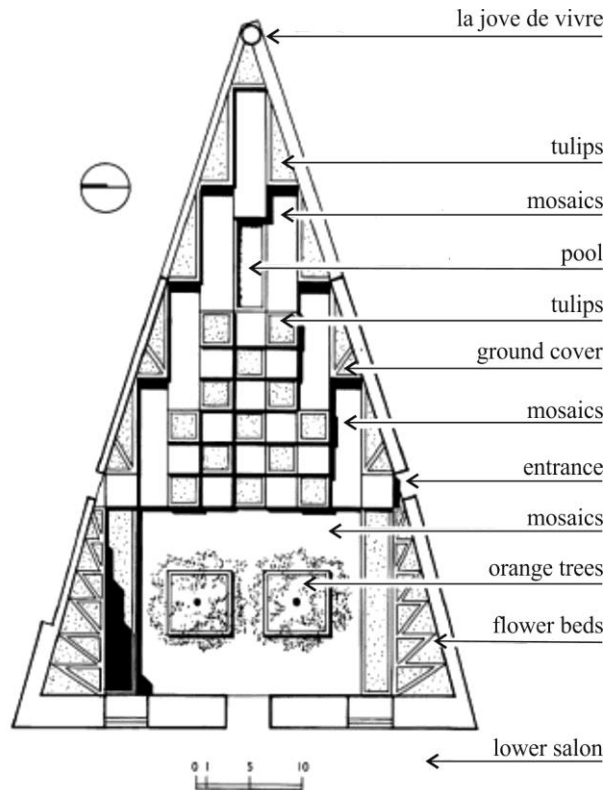 la jove de vivre
tulips
mosaics
pool
tulips
ground cover
mosaics
entrance
mosaics
orange trees
flower beds
lower salon
0 1 5 10